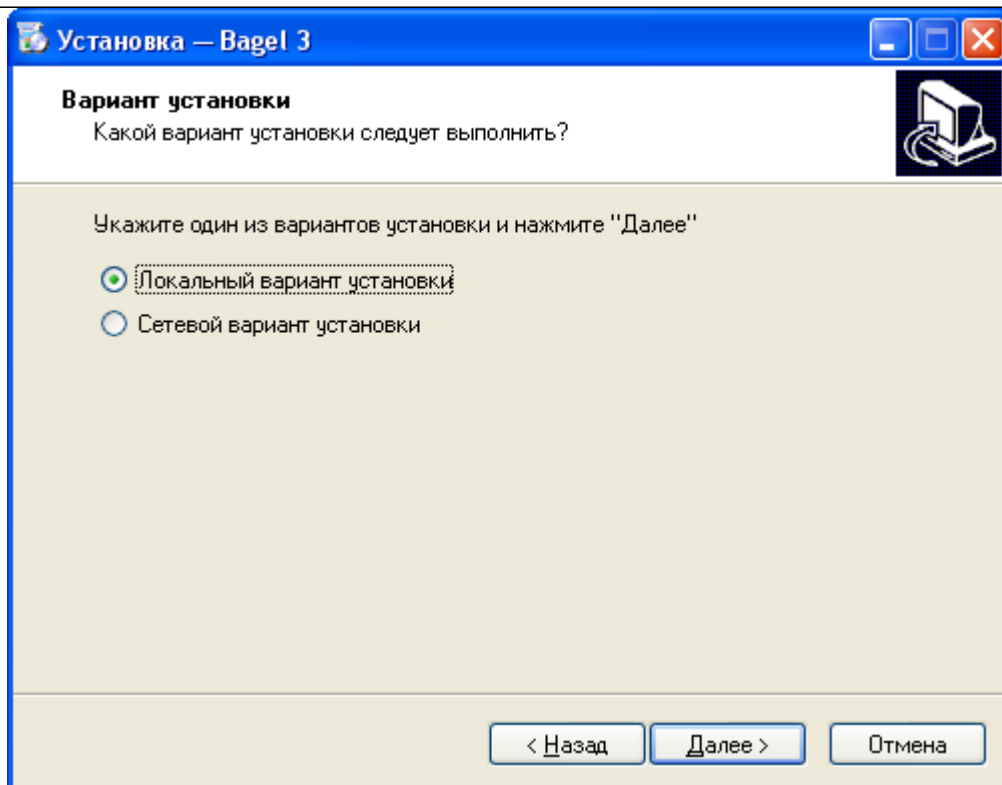 Установка — Bagel 3
Вариант установки
Какой вариант установки следует выполнить?
Укажите один из вариантов установки и нажмите "Далее"
Локальный вариант установки
Сетевой вариант установки
< Назад Далее > Отмена